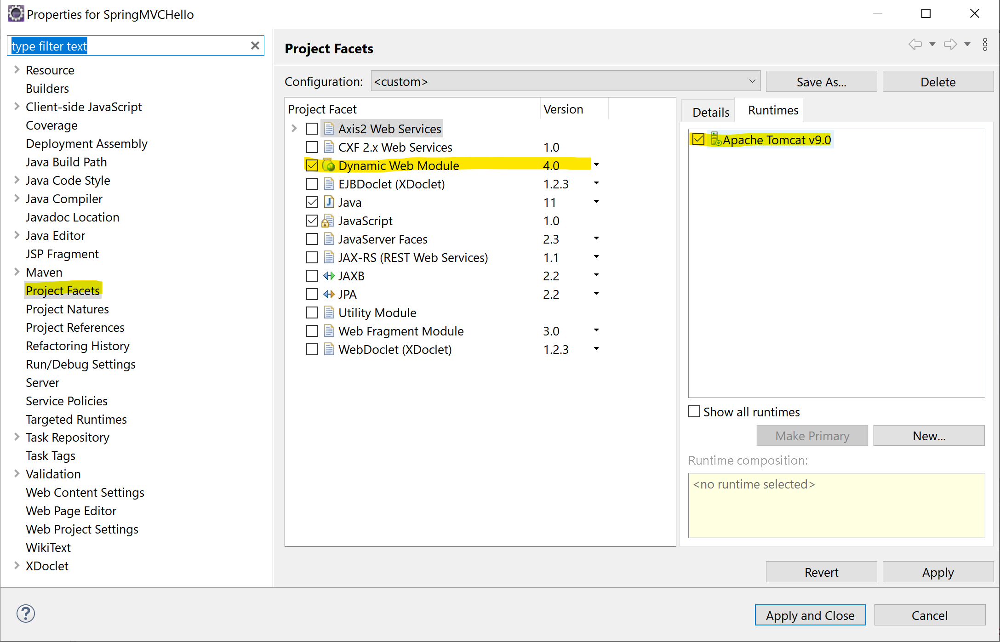 Properties for SpringMVCHello
type filter text
Resource
Builders
Client-side JavaScript
Coverage
Deployment Assembly
Java Build Path
Java Code Style
Java Compiler
Javadoc Location
Java Editor
JSP Fragment
Maven
Project Facets
Project Natures
Project References
Refactoring History
Run/Debug Settings
Server
Service Policies
Targeted Runtimes
Task Repository
Task Tags
Validation
Web Content Settings
Web Page Editor
Web Project Settings
WikiText
XDoclet
Project Facets
Configuration: <custom> Save As... Delete
Project Facet Version
Axis2 Web Services
CXF 2.x Web Services 1.0
Dynamic Web Module 4.0
EJBDoclet (XDoclet) 1.2.3
Java 11
JavaScript 1.0
JavaServer Faces 2.3
JAX-RS (REST Web Services) 1.1
JAXB 2.2
JPA 2.2
Utility Module
Web Fragment Module 3.0
WebDoclet (XDoclet) 1.2.3
Details Runtimes
Apache Tomcat v9.0
Show all runtimes
Make Primary New...
Runtime composition:
<no runtime selected>
Revert Apply
? Apply and Close Cancel